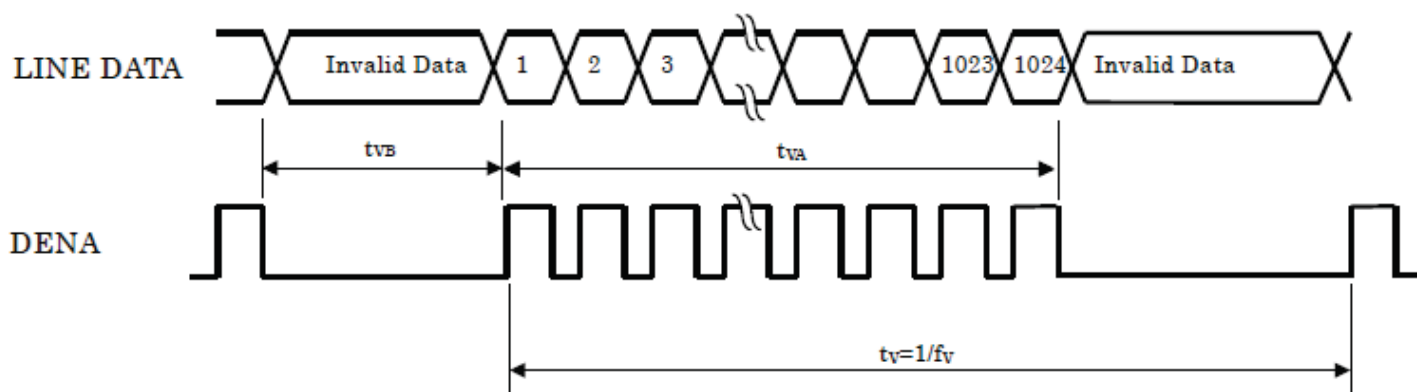 LINE DATA
Invalid Data 1 2 3 1023 1024 Invalid Data
tVB tVA
DENA
tV=1/fV